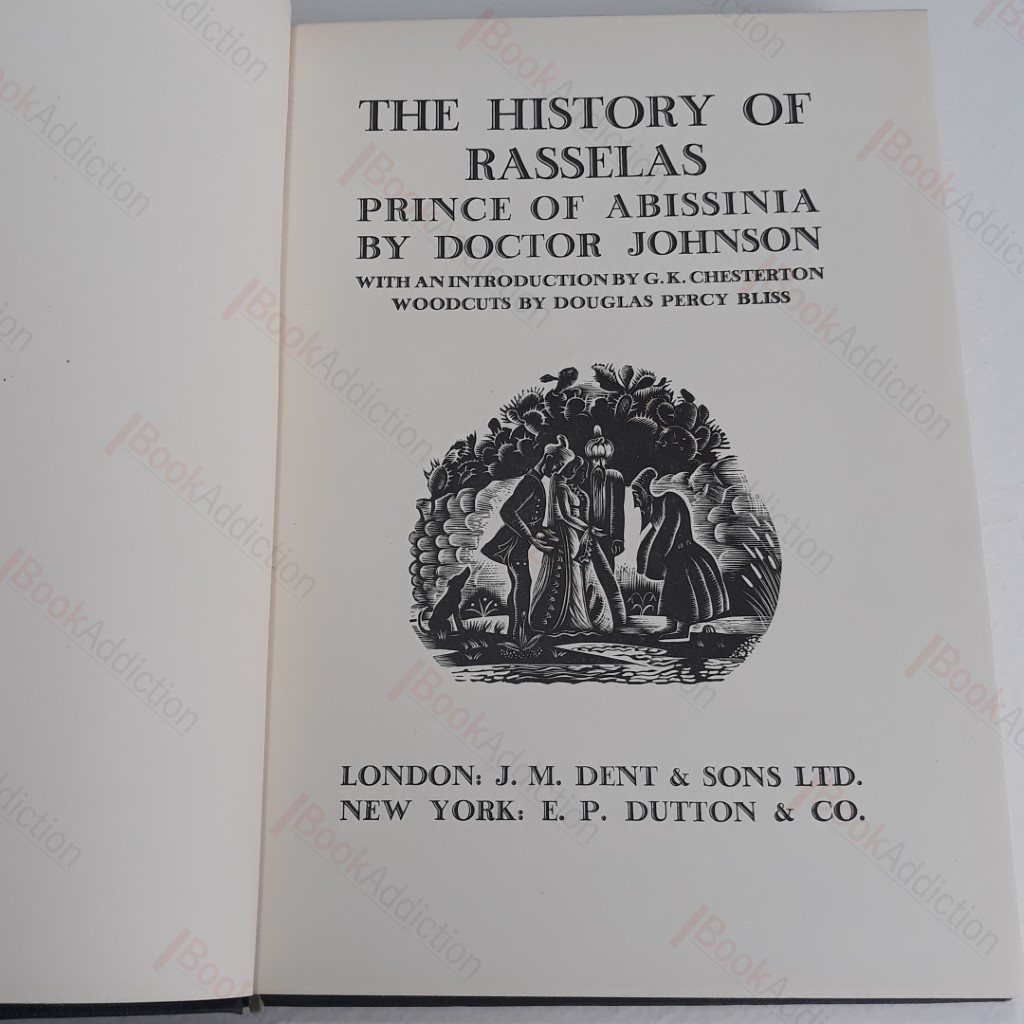 THE HISTORY OF
RASSELAS
PRINCE OF ABISSINIA
BY DOCTOR JOHNSON
WITH AN INTRODUCTION BY G. K. CHESTERTON
WOODCUTS BY DOUGLAS PERCY BLISS
LONDON: J. M. DENT & SONS LTD.
NEW YORK: E. P. DUTTON & CO.
BookAddiction